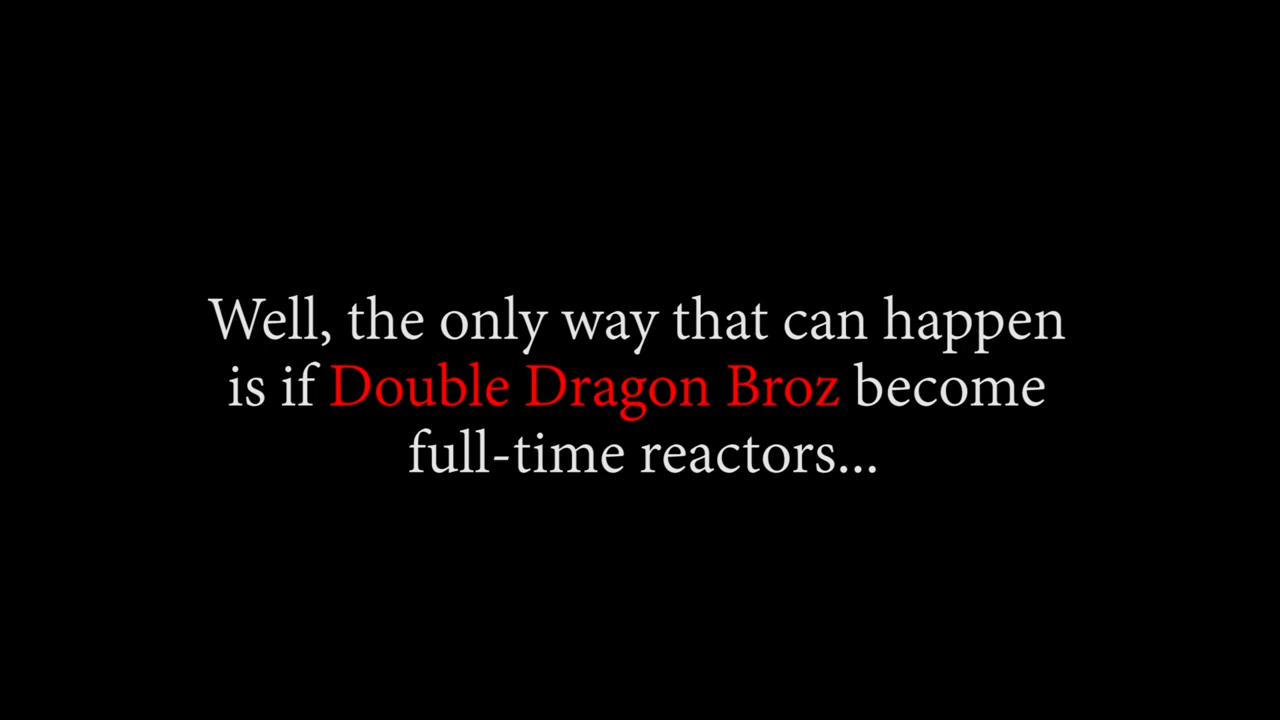 Well, the only way that can happen
is if Double Dragon Broz become
full-time reactors...